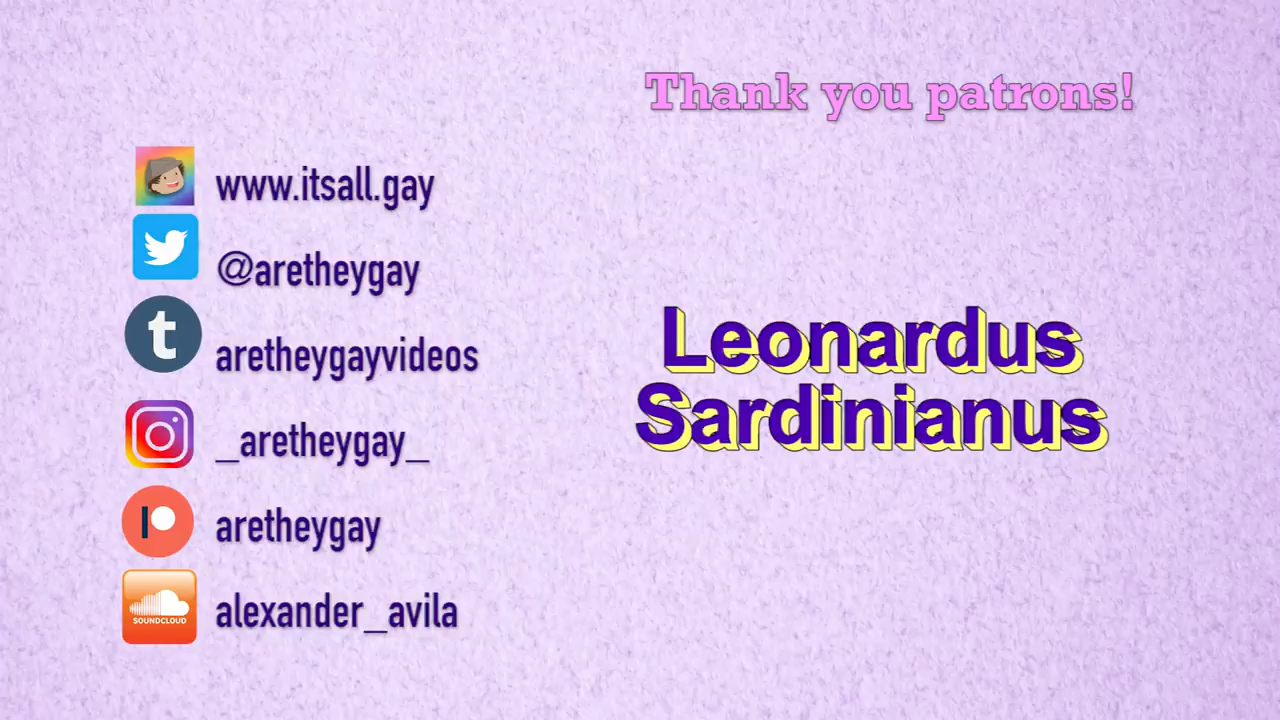 Thank you patrons!
www.itsall.gay
@aretheygay
aretheygayvideos
_aretheygay_
aretheygay
SOUNDCLOUD
alexander_avila
Leonardus
Sardinianus